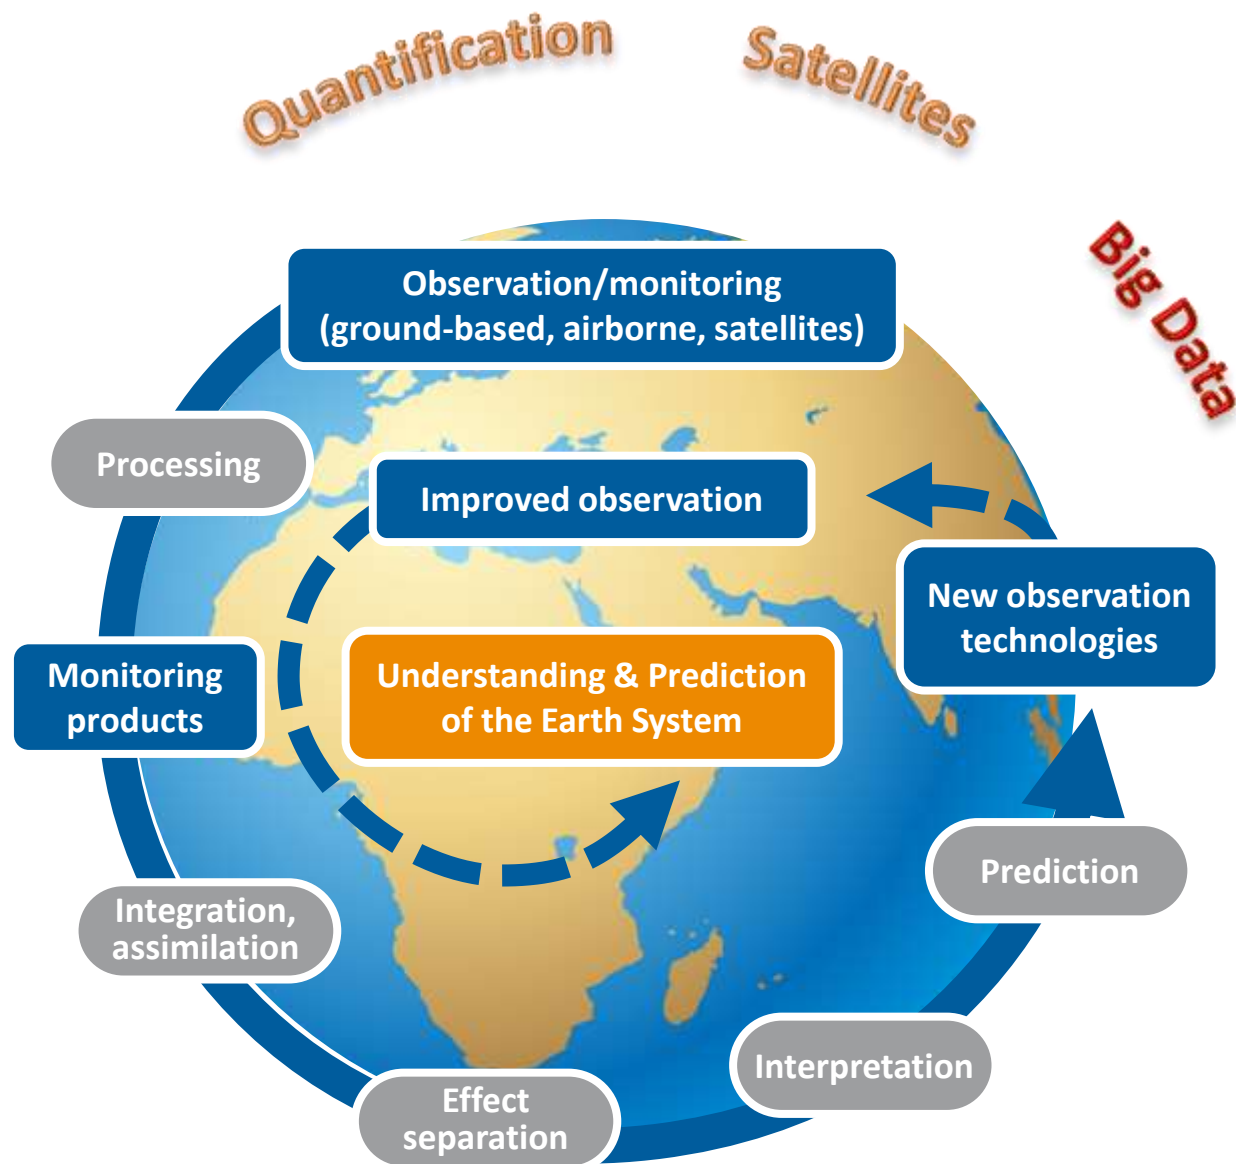 Quantification
Satellites
Big Data
Observation/monitoring
(ground-based, airborne, satellites)
Processing
Improved observation
New observation
technologies
Monitoring
products
Understanding & Prediction
of the Earth System
Prediction
Integration,
assimilation
Interpretation
Effect
separation